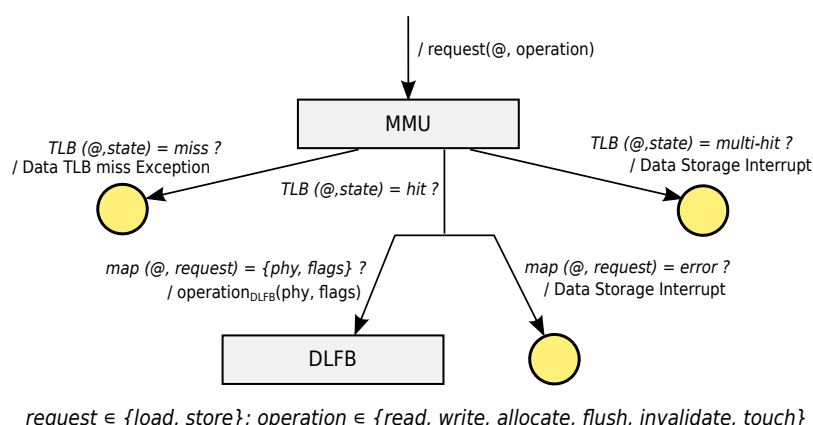 / request(@, operation)
MMU
TLB (@,state) = miss ?
/ Data TLB miss Exception
TLB (@,state) = hit ?
TLB (@,state) = multi-hit ?
/ Data Storage Interrupt
map (@, request) = {phy, flags} ?
/ operationDLFB(phy, flags)
map (@, request) = error ?
/ Data Storage Interrupt
DLFB
request ∈ {load, store}; operation ∈ {read, write, allocate, flush, invalidate, touch}